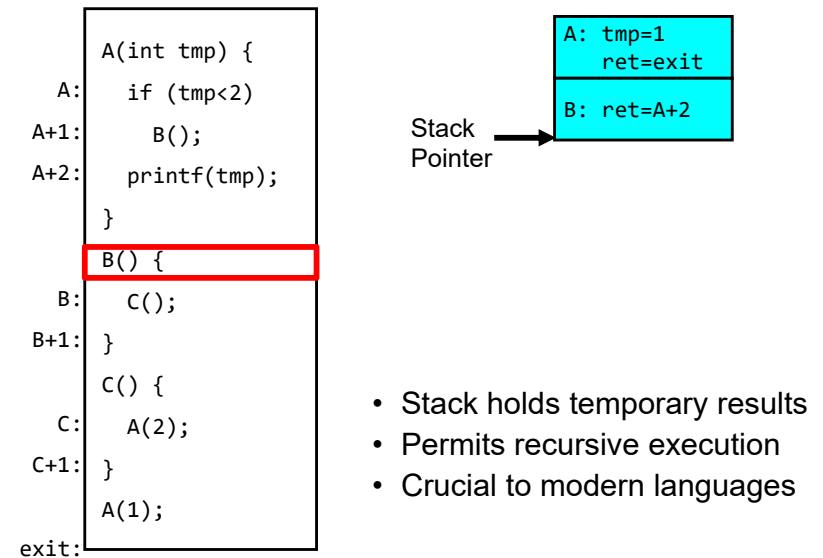 A(int tmp) {
A: if (tmp<2)
A+1: B();
A+2: printf(tmp);
}
B() {
B: C();
B+1: }
C() {
C: A(2);
C+1: }
A(1);
exit:
A: tmp=1
ret=exit
B: ret=A+2
Stack
Pointer
• Stack holds temporary results
• Permits recursive execution
• Crucial to modern languages